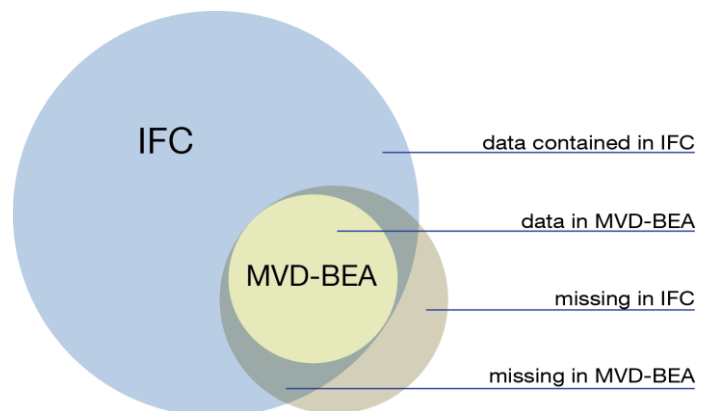 IFC
data contained in IFC
data in MVD-BEA
MVD-BEA
missing in IFC
missing in MVD-BEA